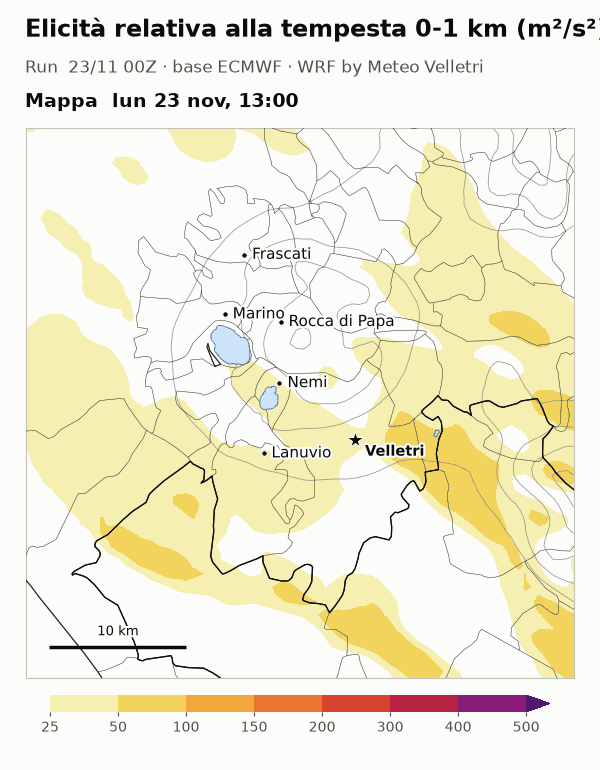 Elicità relativa alla tempesta 0-1 km (m²/s²)
Run 23/11 00Z · base ECMWF · WRF by Meteo Velletri
Mappa lun 23 nov, 13:00
Frascati
Marino
Rocca di Papa
Nemi
Velletri
Lanuvio
10 km
25 50 100 150 200 300 400 500